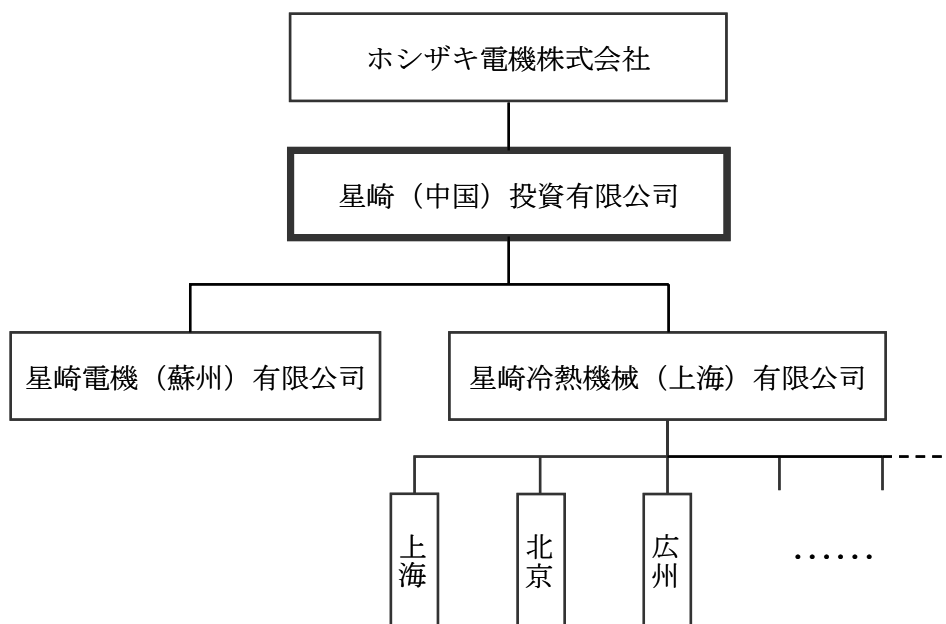 ホシザキ電機株式会社
星崎（中国）投資有限公司
星崎電機（蘇州）有限公司
星崎冷熱機械（上海）有限公司
上海
北京
広州
……